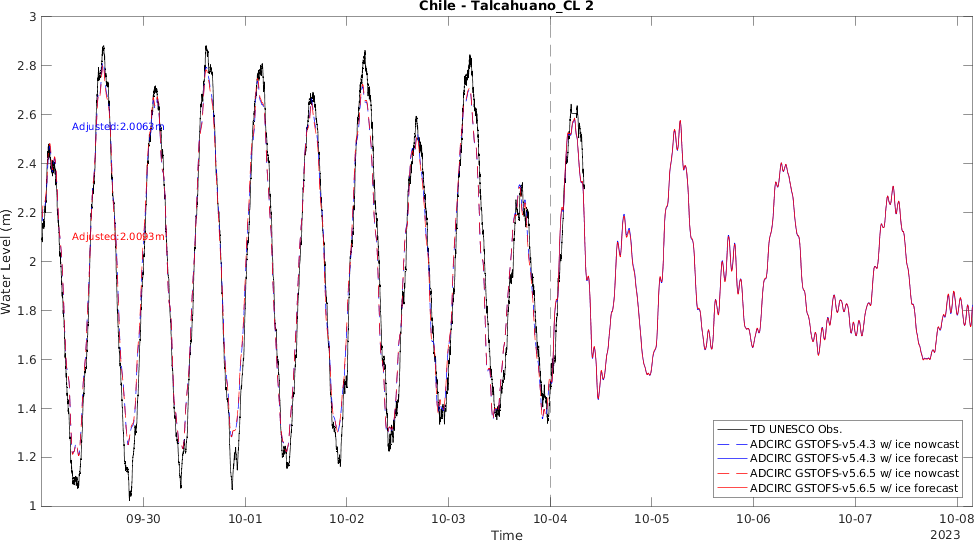 Chile - Talcahuano_CL 2
3
2.8
2.6
2.4
2.2
2
1.8
1.6
1.4
1.2
1
Water Level (m)
Adjusted:2.0063m
Adjusted:2.0093m
TD UNESCO Obs.
ADCIRC GSTOFS-v5.4.3 w/ ice nowcast
ADCIRC GSTOFS-v5.4.3 w/ ice forecast
ADCIRC GSTOFS-v5.6.5 w/ ice nowcast
ADCIRC GSTOFS-v5.6.5 w/ ice forecast
09-30 10-01 10-02 10-03 10-04 10-05 10-06 10-07 10-08
2023
Time